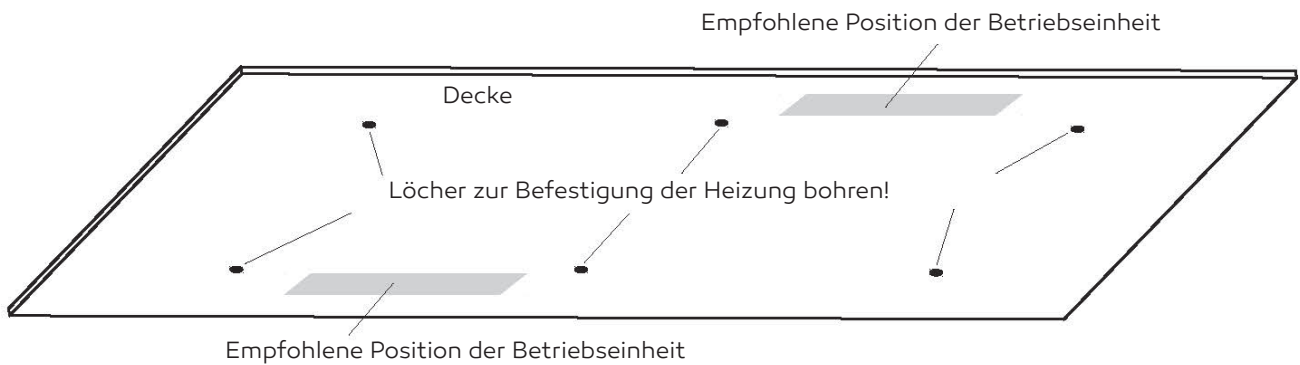 Empfohlene Position der Betriebseinheit
Decke
Löcher zur Befestigung der Heizung bohren!
Empfohlene Position der Betriebseinheit